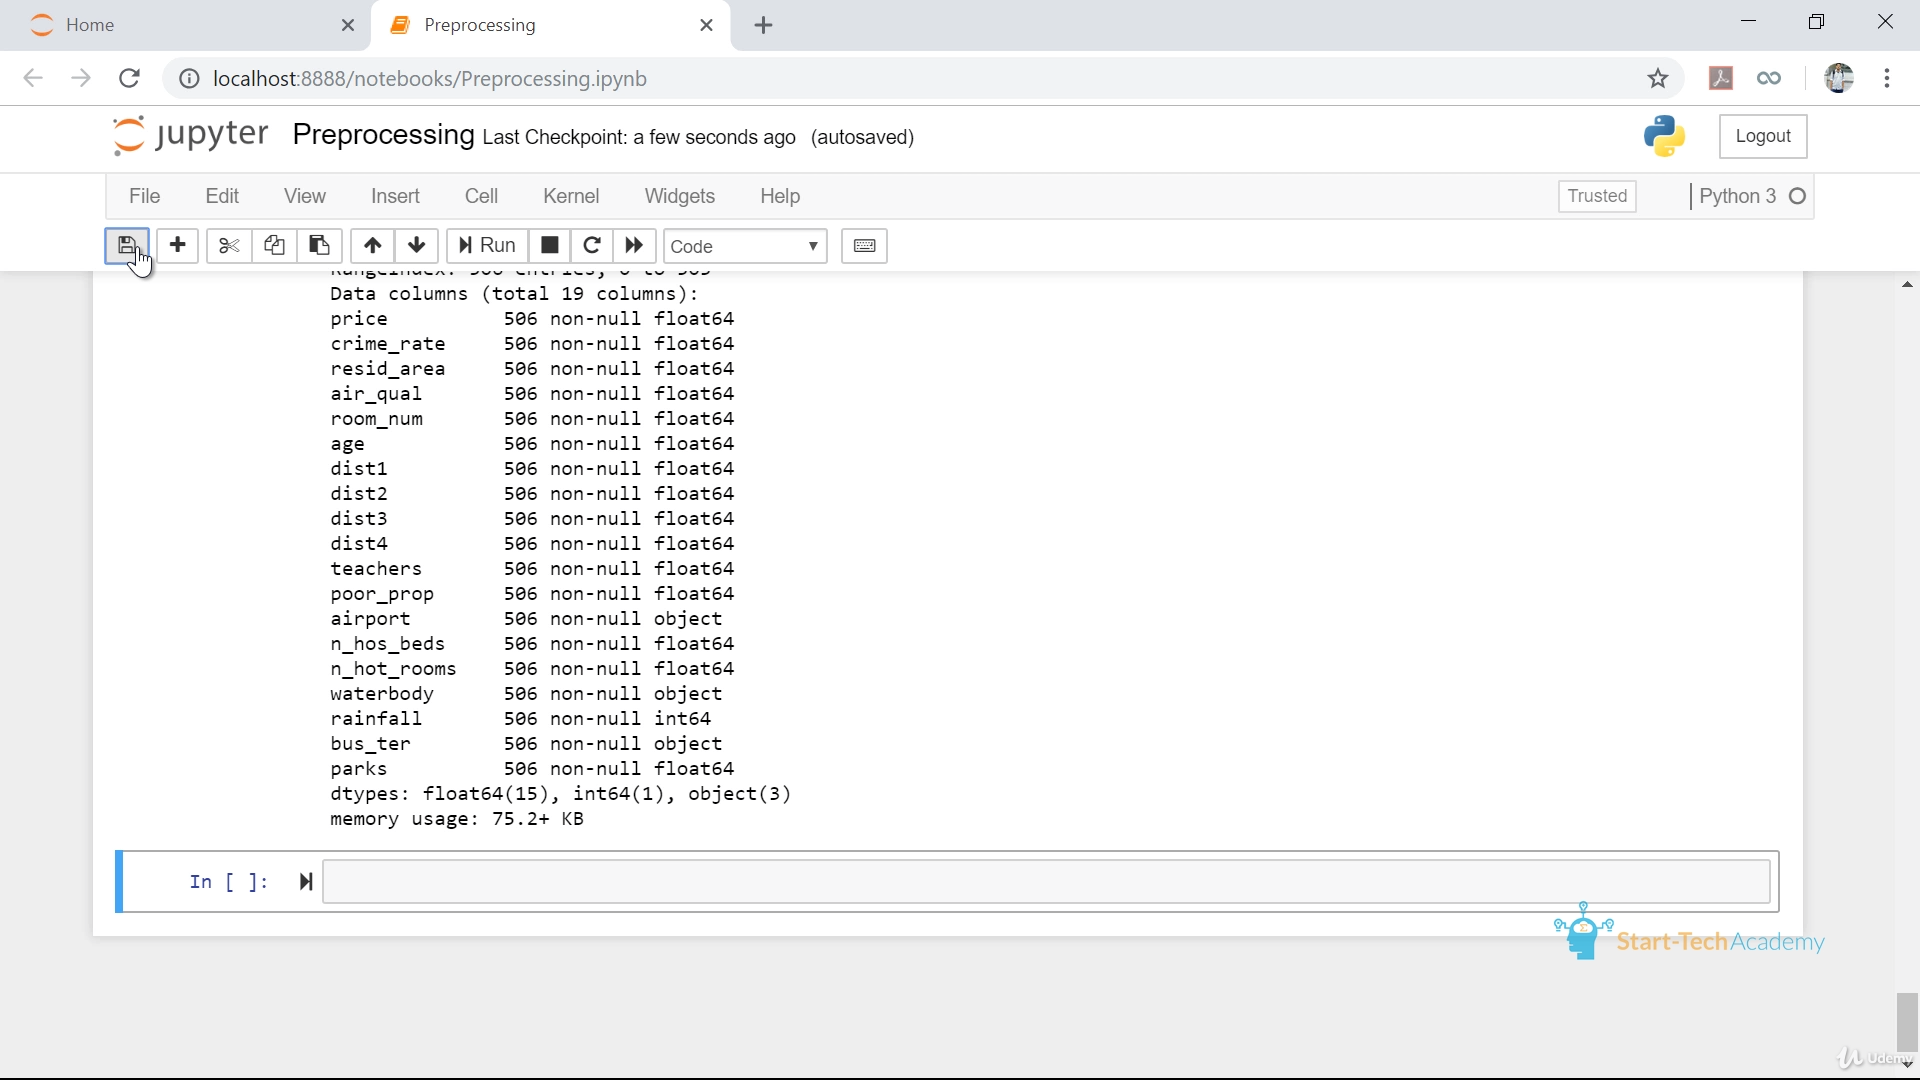 Home
Preprocessing
localhost:8888/notebooks/Preprocessing.ipynb
jupyter Preprocessing Last Checkpoint: a few seconds ago (autosaved)
Logout
File Edit View Insert Cell Kernel Widgets Help
Trusted
Python 3
Run
Code
RangeIndex: 506 entries, 0 to 505
Data columns (total 19 columns):
price 506 non-null float64
crime_rate 506 non-null float64
resid_area 506 non-null float64
air_qual 506 non-null float64
room_num 506 non-null float64
age 506 non-null float64
dist1 506 non-null float64
dist2 506 non-null float64
dist3 506 non-null float64
dist4 506 non-null float64
teachers 506 non-null float64
poor_prop 506 non-null float64
airport 506 non-null object
n_hos_beds 506 non-null float64
n_hot_rooms 506 non-null float64
waterbody 506 non-null object
rainfall 506 non-null int64
bus_ter 506 non-null object
parks 506 non-null float64
dtypes: float64(15), int64(1), object(3)
memory usage: 75.2+ KB
In [ ]:
Start-TechAcademy
Udemy